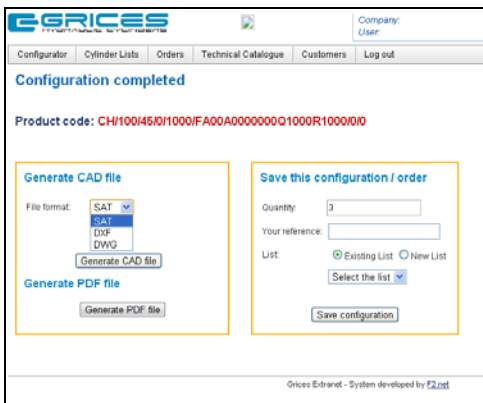 GRICES
HYDRAULIC CYLINDERS
Company:
User:
Configurator Cylinder Lists Orders Technical Catalogue Customers Log out
Configuration completed
Product code: CH/100/45/0/1000/FA00A0000000Q1000R1000/0/0
Generate CAD file
File format: SAT
SAT
DXF
DWG
Generate CAD file
Generate PDF file
Generate PDF file
Save this configuration / order
Quantity: 3
Your reference:
List: Existing List New List
Select the list
Save configuration
Grices Extranet - System developed by F2.net